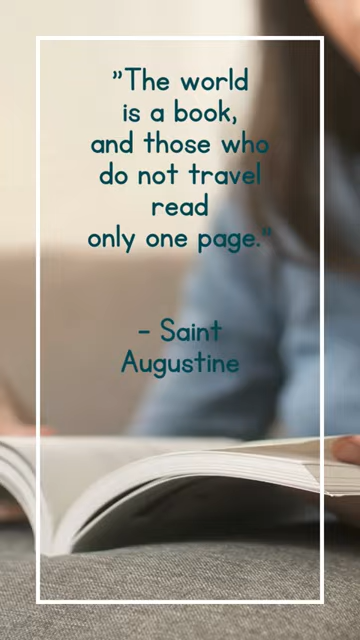 "The world
is a book,
and those who
do not travel
read
only one page."
- Saint
Augustine